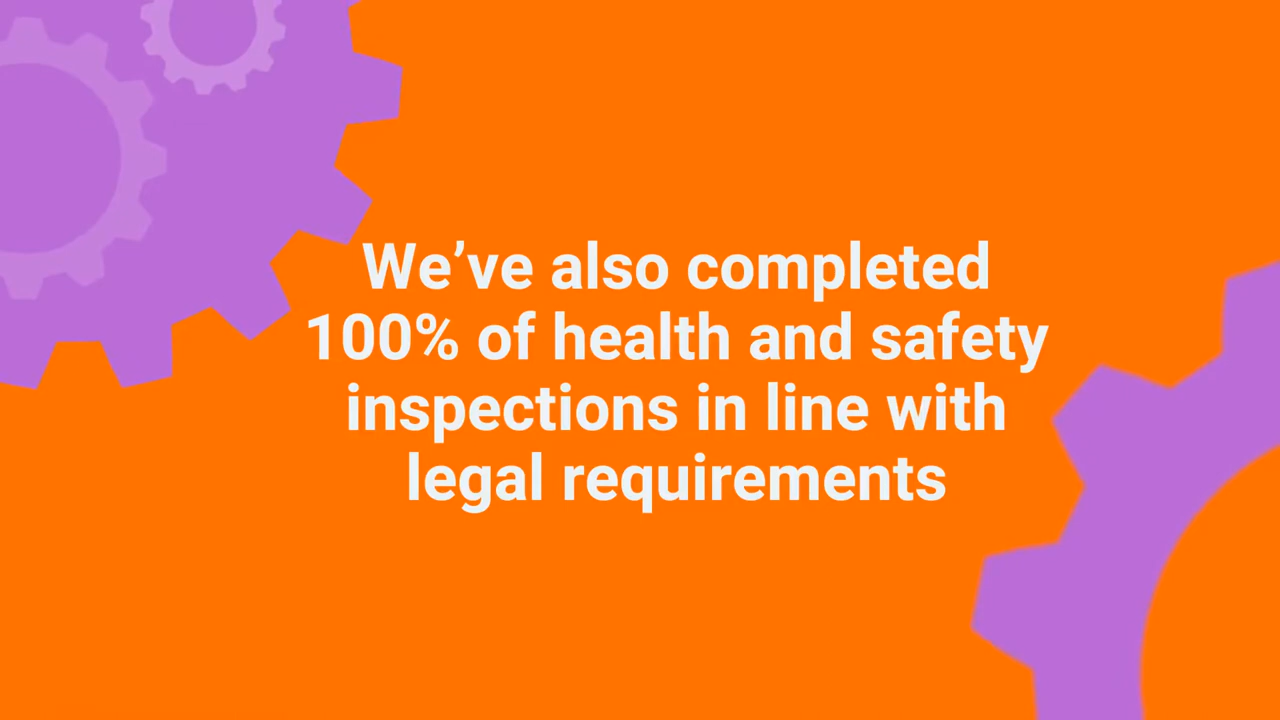 We’ve also completed
100% of health and safety
inspections in line with
legal requirements